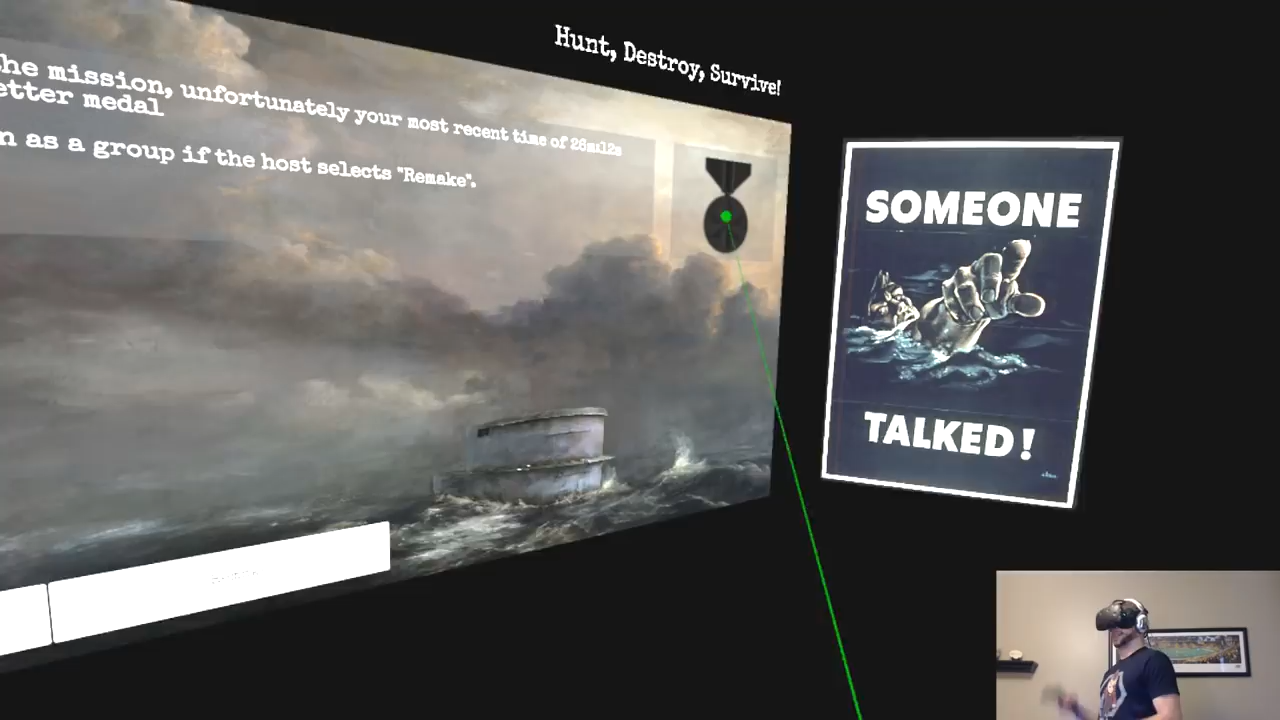 Hunt, Destroy, Survive!
the mission, unfortunately your most recent time of 26m12s
etter medal
n as a group if the host selects "Remake".
SOMEONE
TALKED!